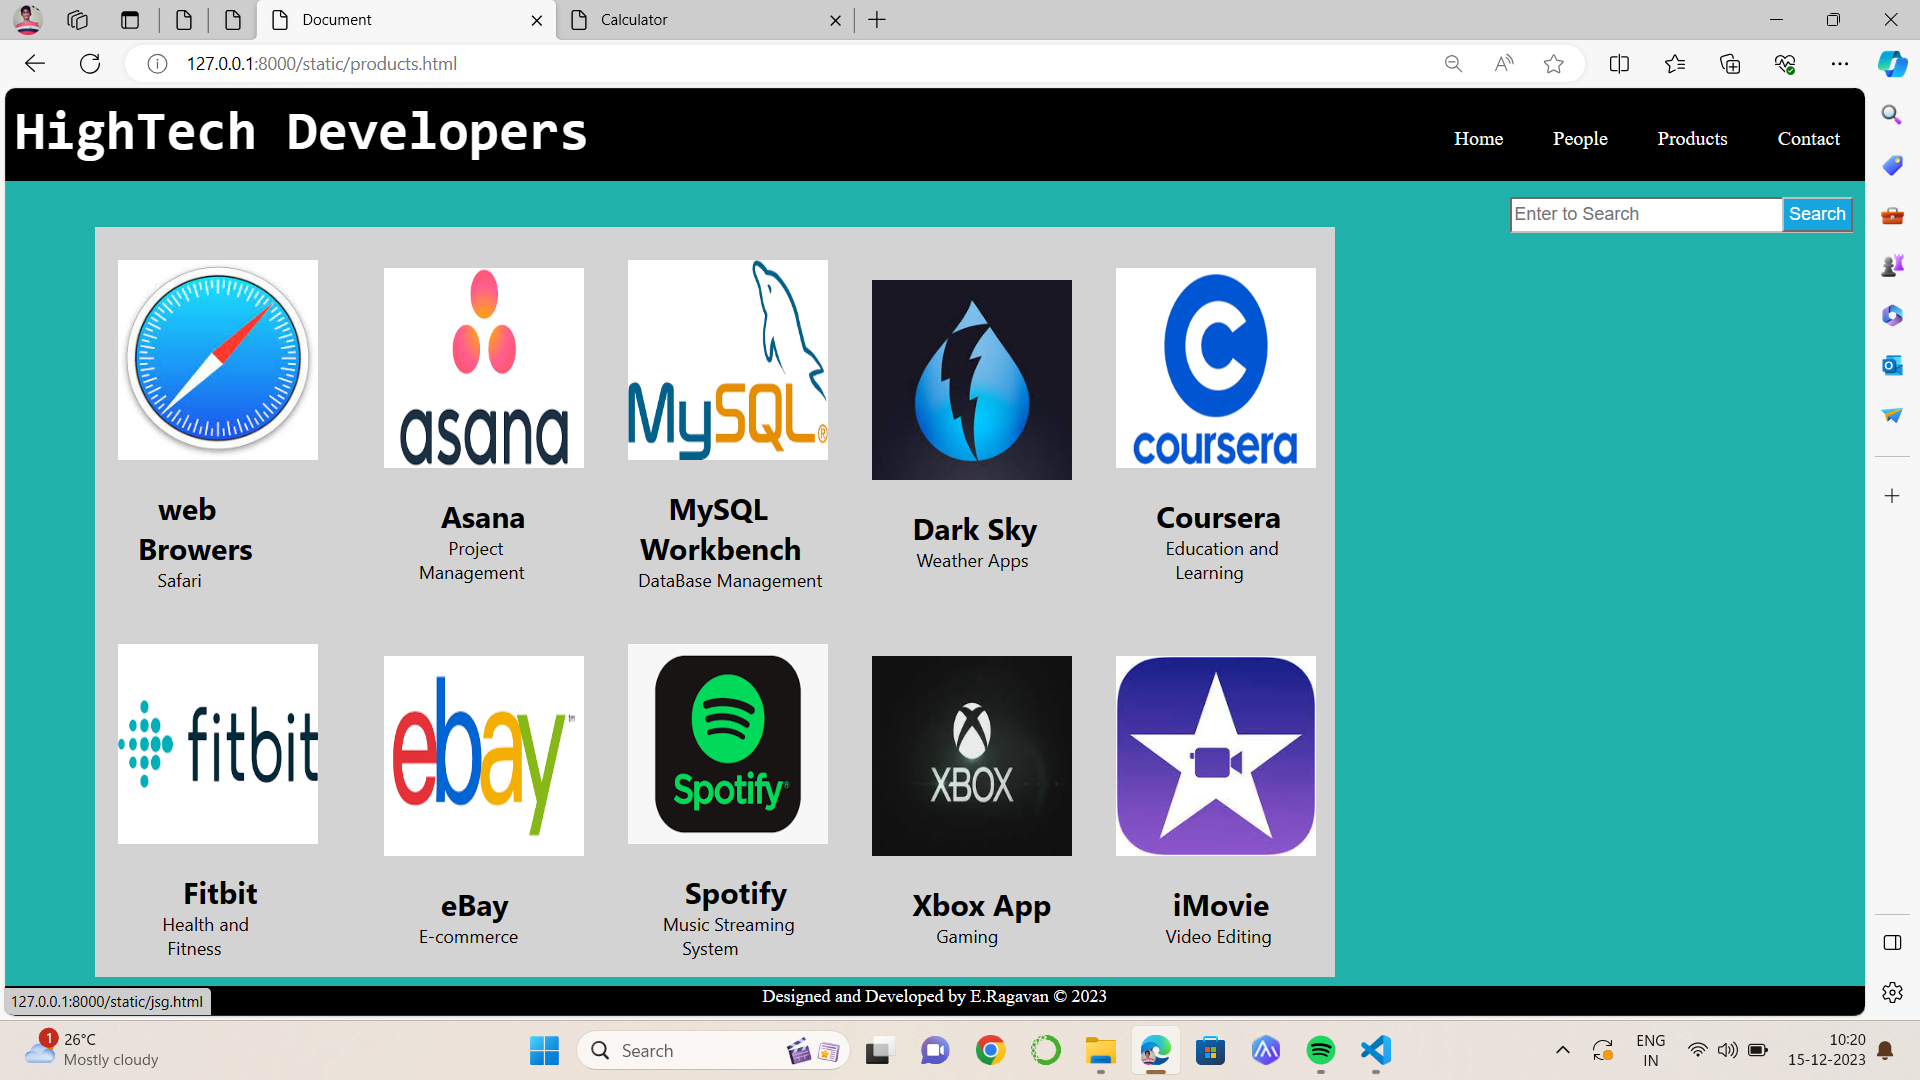 Document
Calculator
127.0.0.1:8000/static/products.html
HighTech Developers
Home
People
Products
Contact
Enter to Search
Search
asana
MySQL®
coursera
web
Browers
Safari
Asana
Project
Management
MySQL
Workbench
DataBase Management
Dark Sky
Weather Apps
Coursera
Education and
Learning
fitbit
ebay™
Spotify®
XBOX
Fitbit
Health and
Fitness
eBay
E-commerce
Spotify
Music Streaming
System
Xbox App
Gaming
iMovie
Video Editing
127.0.0.1:8000/static/jsg.html
Designed and Developed by E.Ragavan © 2023
1
26°C
Mostly cloudy
Search
ENG
IN
10:20
15-12-2023